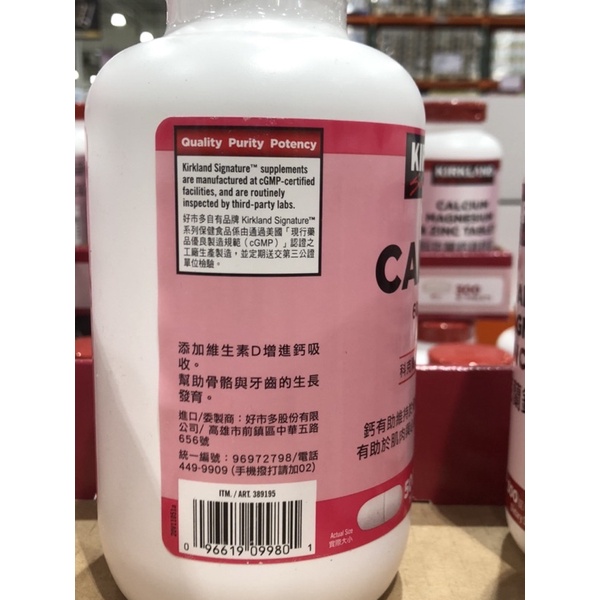 Quality Purity Potency
Kirkland Signature™ supplements
are manufactured at cGMP-certified
facilities, and are routinely
inspected by third-party labs.
好市多自有品牌 Kirkland Signature™
系列保健食品係由通過美國「現行藥
品優良製造規範（cGMP）」認證之
工廠生產製造，並定期送交第三公證
單位檢驗。
添加維生素D增進鈣吸
收。
幫助骨骼與牙齒的生長
發育。
進口/委製商：好市多股份有限
公司/ 高雄市前鎮區中華五路
656號
統一編號：96972798/電話
449-9909 (手機撥打請加02)
ITM. / ART. 389195
0 96619 09980 1
Actual Size
實際大小
KI
CA
鈣有助維持
有助於肌肉
5
KIRKLAND
CALCIUM
MAGNESIUM
& ZINC TABLET
500